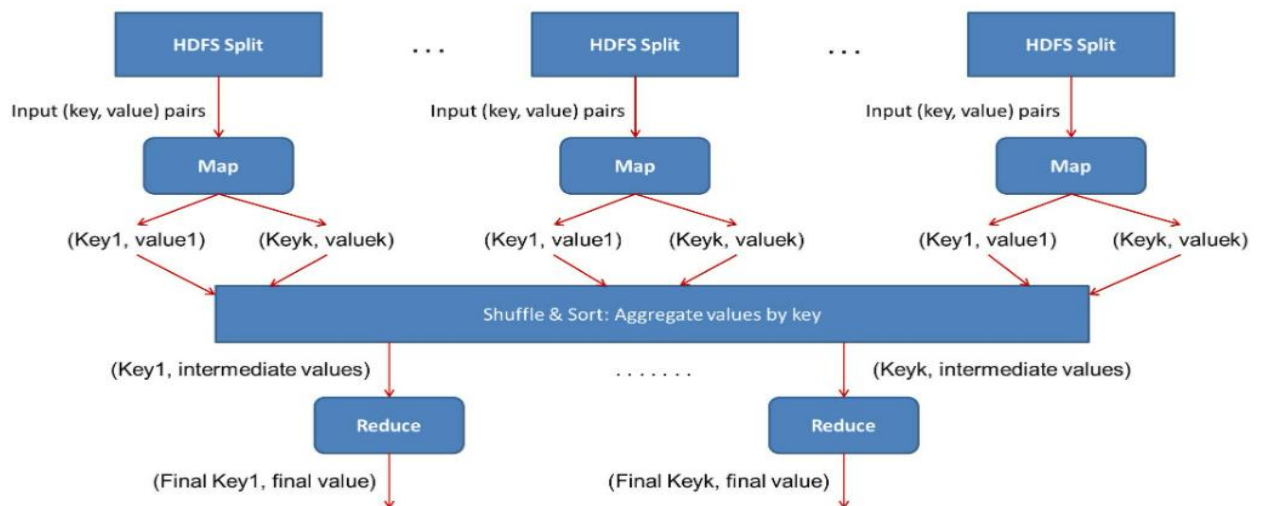 HDFS Split
. . .
HDFS Split
. . .
HDFS Split
Input (key, value) pairs
Input (key, value) pairs
Input (key, value) pairs
Map
Map
Map
(Key1, value1)
(Keyk, valuek)
(Key1, value1)
(Keyk, valuek)
(Key1, value1)
(Keyk, valuek)
Shuffle & Sort: Aggregate values by key
(Key1, intermediate values)
. . . . . . .
(Keyk, intermediate values)
Reduce
Reduce
(Final Key1, final value)
(Final Keyk, final value)